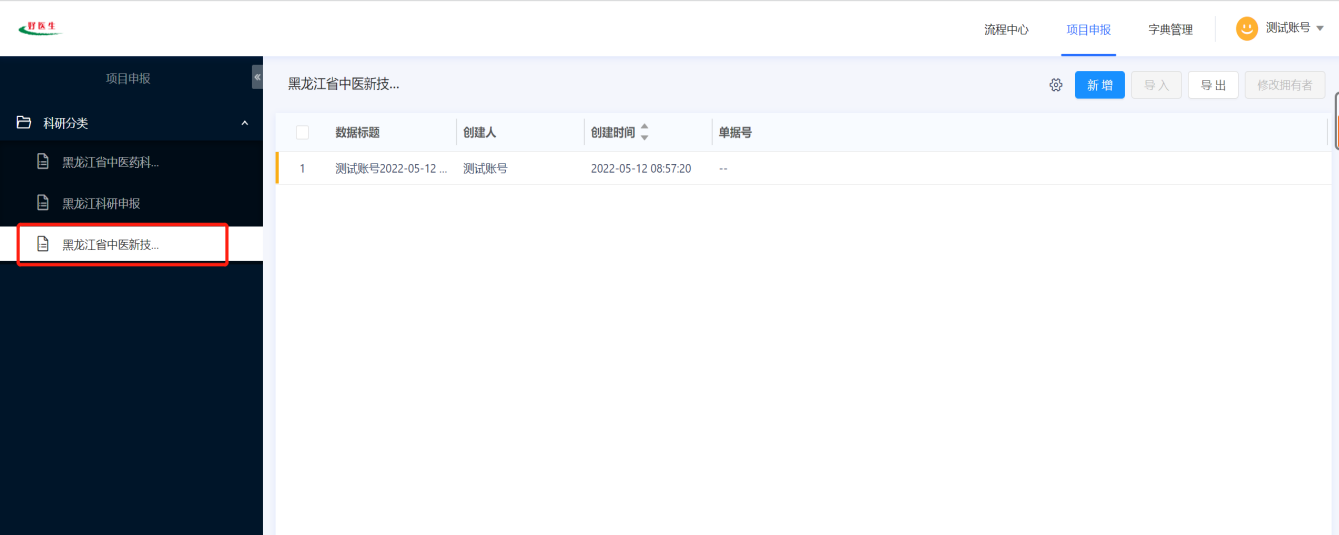 好医生
流程中心 项目申报 字典管理 测试账号
项目申报
科研分类
黑龙江省中医药科...
黑龙江科研申报
黑龙江省中医新技...
黑龙江省中医新技...
新增 导入 导出 修改拥有者
数据标题 创建人 创建时间 单据号
1 测试账号2022-05-12 ... 测试账号 2022-05-12 08:57:20 --